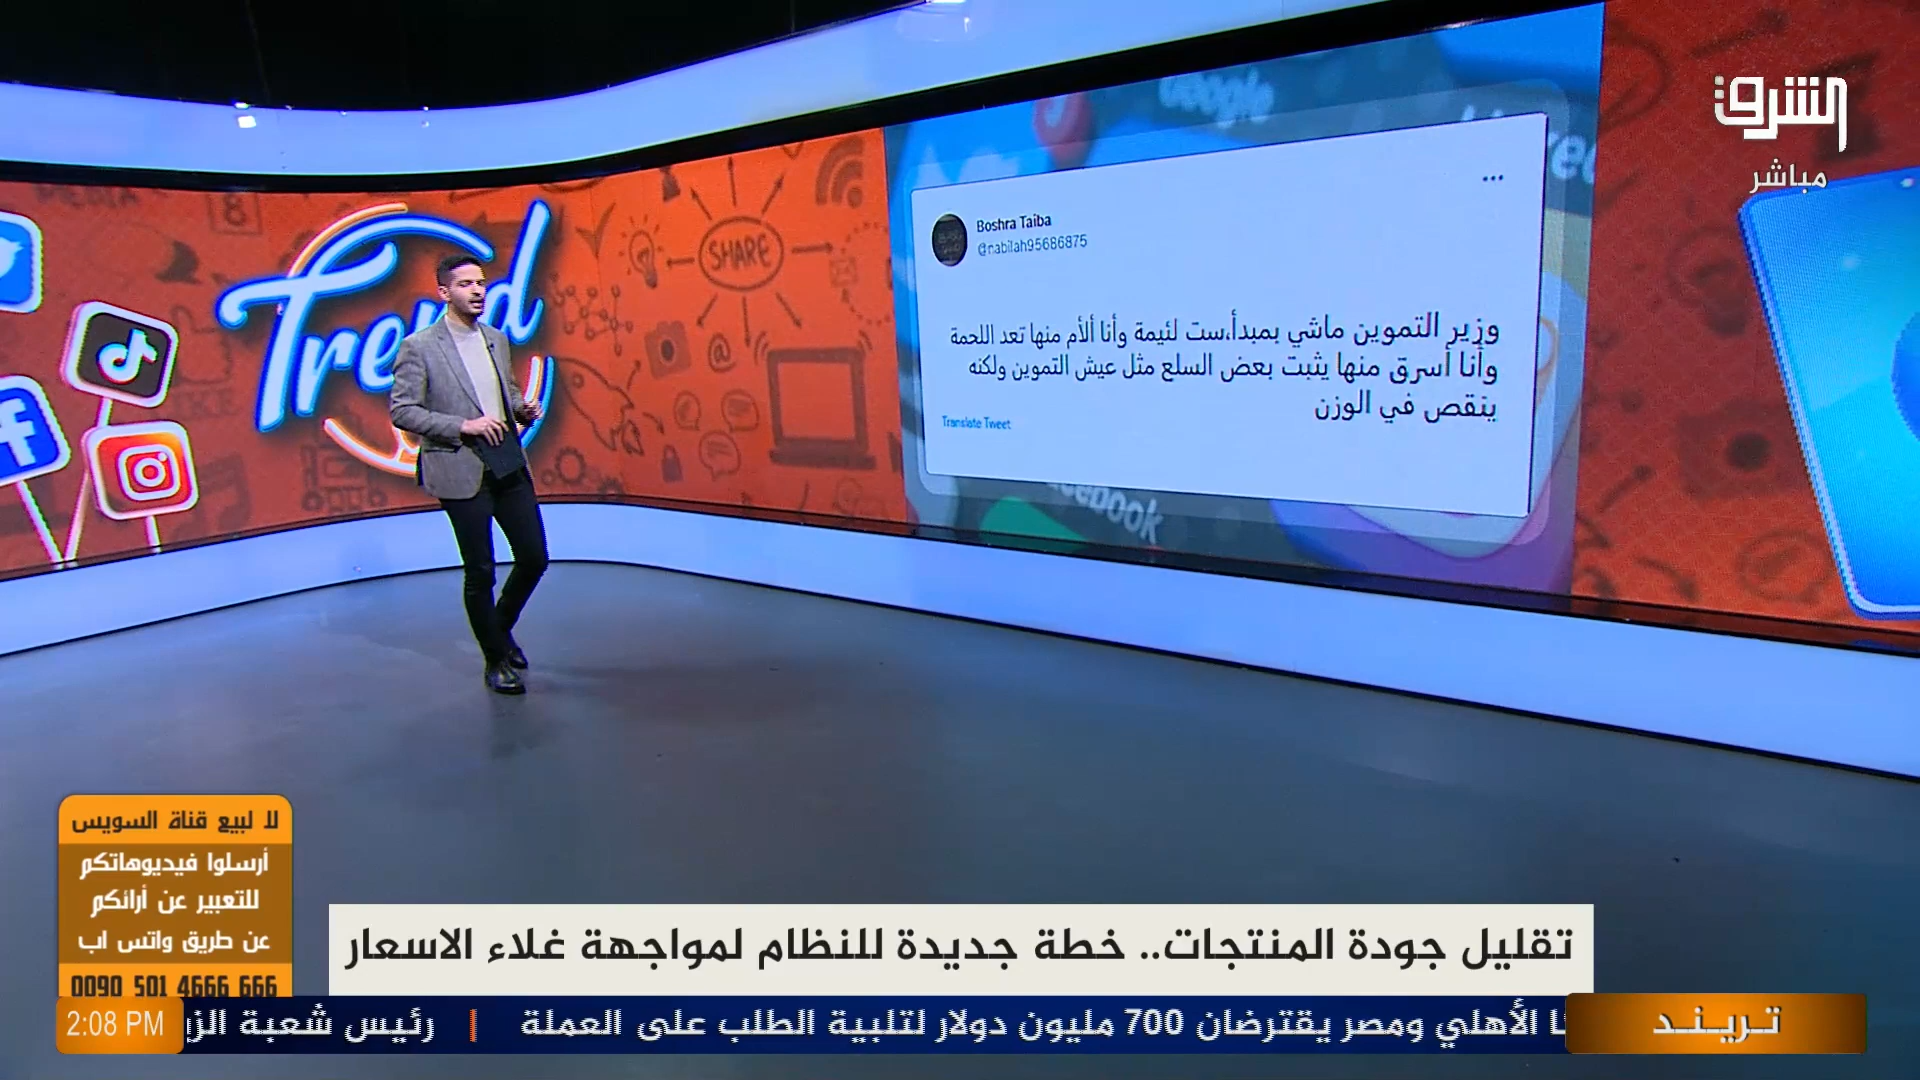 الشرق
مباشر
Trend
SHARE
Google
Boshra Taiba
@nabilah95686875
وزير التموين ماشي بمبدأ،ست لئيمة وأنا ألأم منها تعد اللحمة
وأنا أسرق منها يثبت بعض السلع مثل عيش التموين ولكنه
ينقص في الوزن
Translate Tweet
لا لبيع قناة السويس
أرسلوا فيديوهاتكم
للتعبير عن أرائكم
عن طريق واتس اب
0090 501 4666 666
تقليل جودة المنتجات.. خطة جديدة للنظام لمواجهة غلاء الاسعار
تريند
الأهلي ومصر يقترضان 700 مليون دولار لتلبية الطلب على العملة | رئيس شعبة
2:08 PM